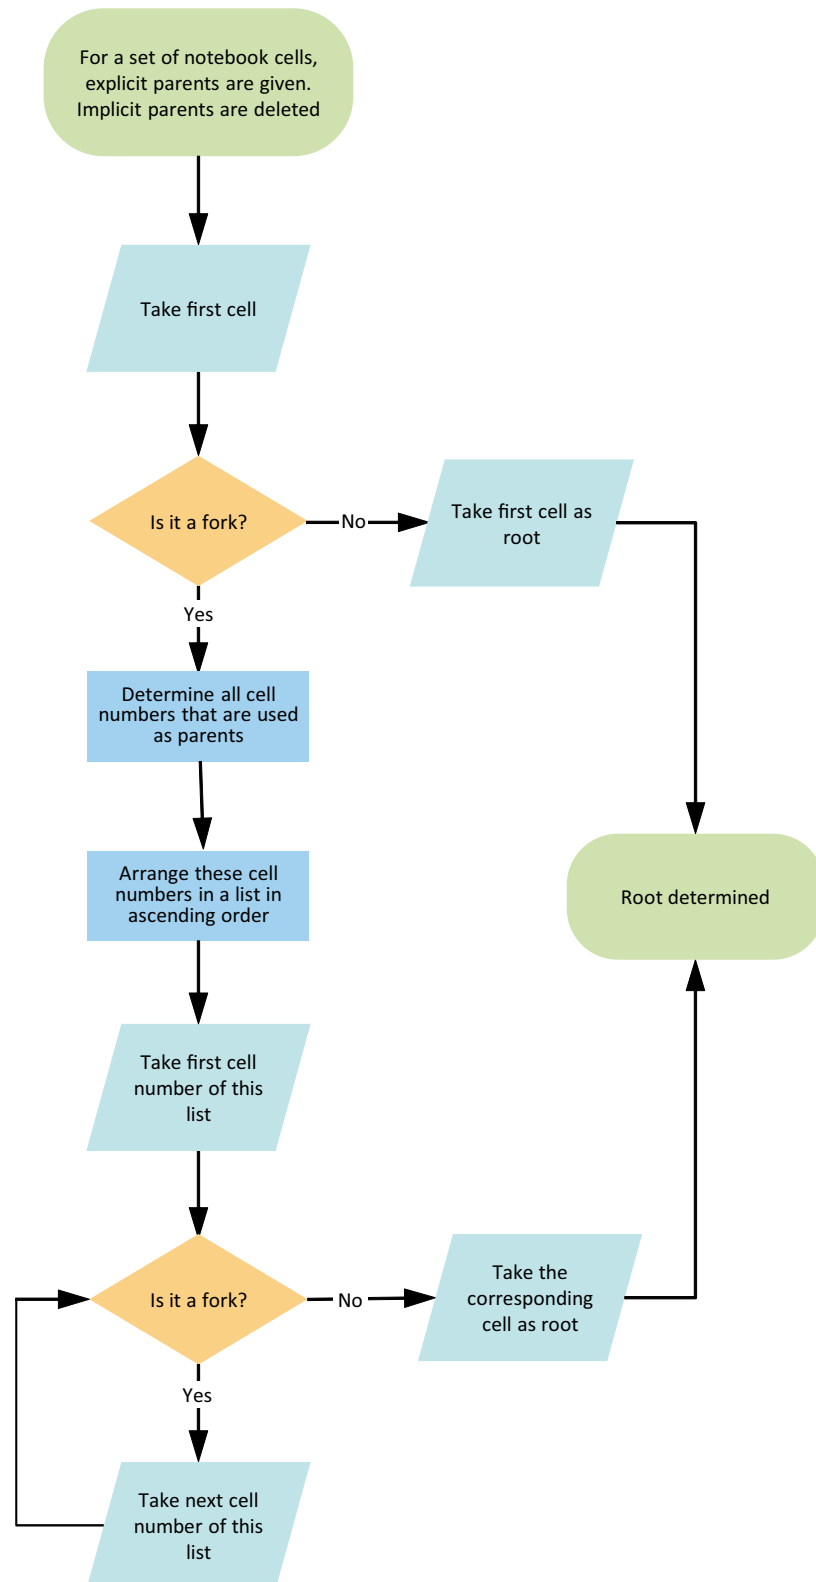 For a set of notebook cells,
explicit parents are given.
Implicit parents are deleted
Take first cell
Is it a fork?
No
Take first cell as
root
Yes
Determine all cell
numbers that are used
as parents
Arrange these cell
numbers in a list in
ascending order
Root determined
Take first cell
number of this
list
Is it a fork?
No
Take the
corresponding
cell as root
Yes
Take next cell
number of this
list